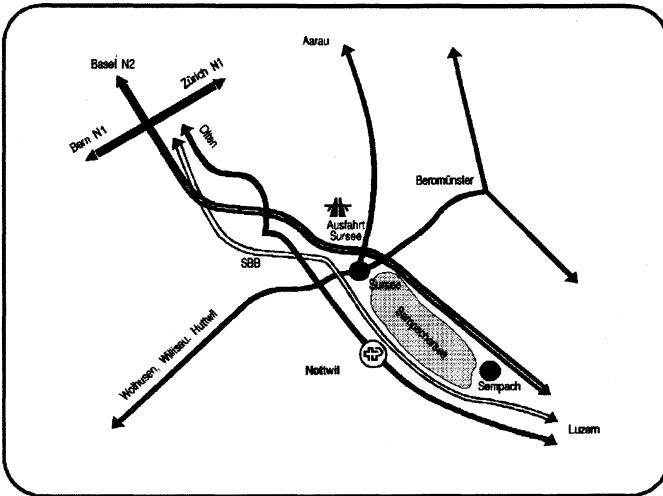 Aarau
Basel N2
Zürich N1
Bern N1
Olten
Beromünster
Ausfahrt
Sursee
SBB
Sursee
Sempachersee
Wolhusen, Willisau, Huttwil
Nottwil
Sempach
Luzern